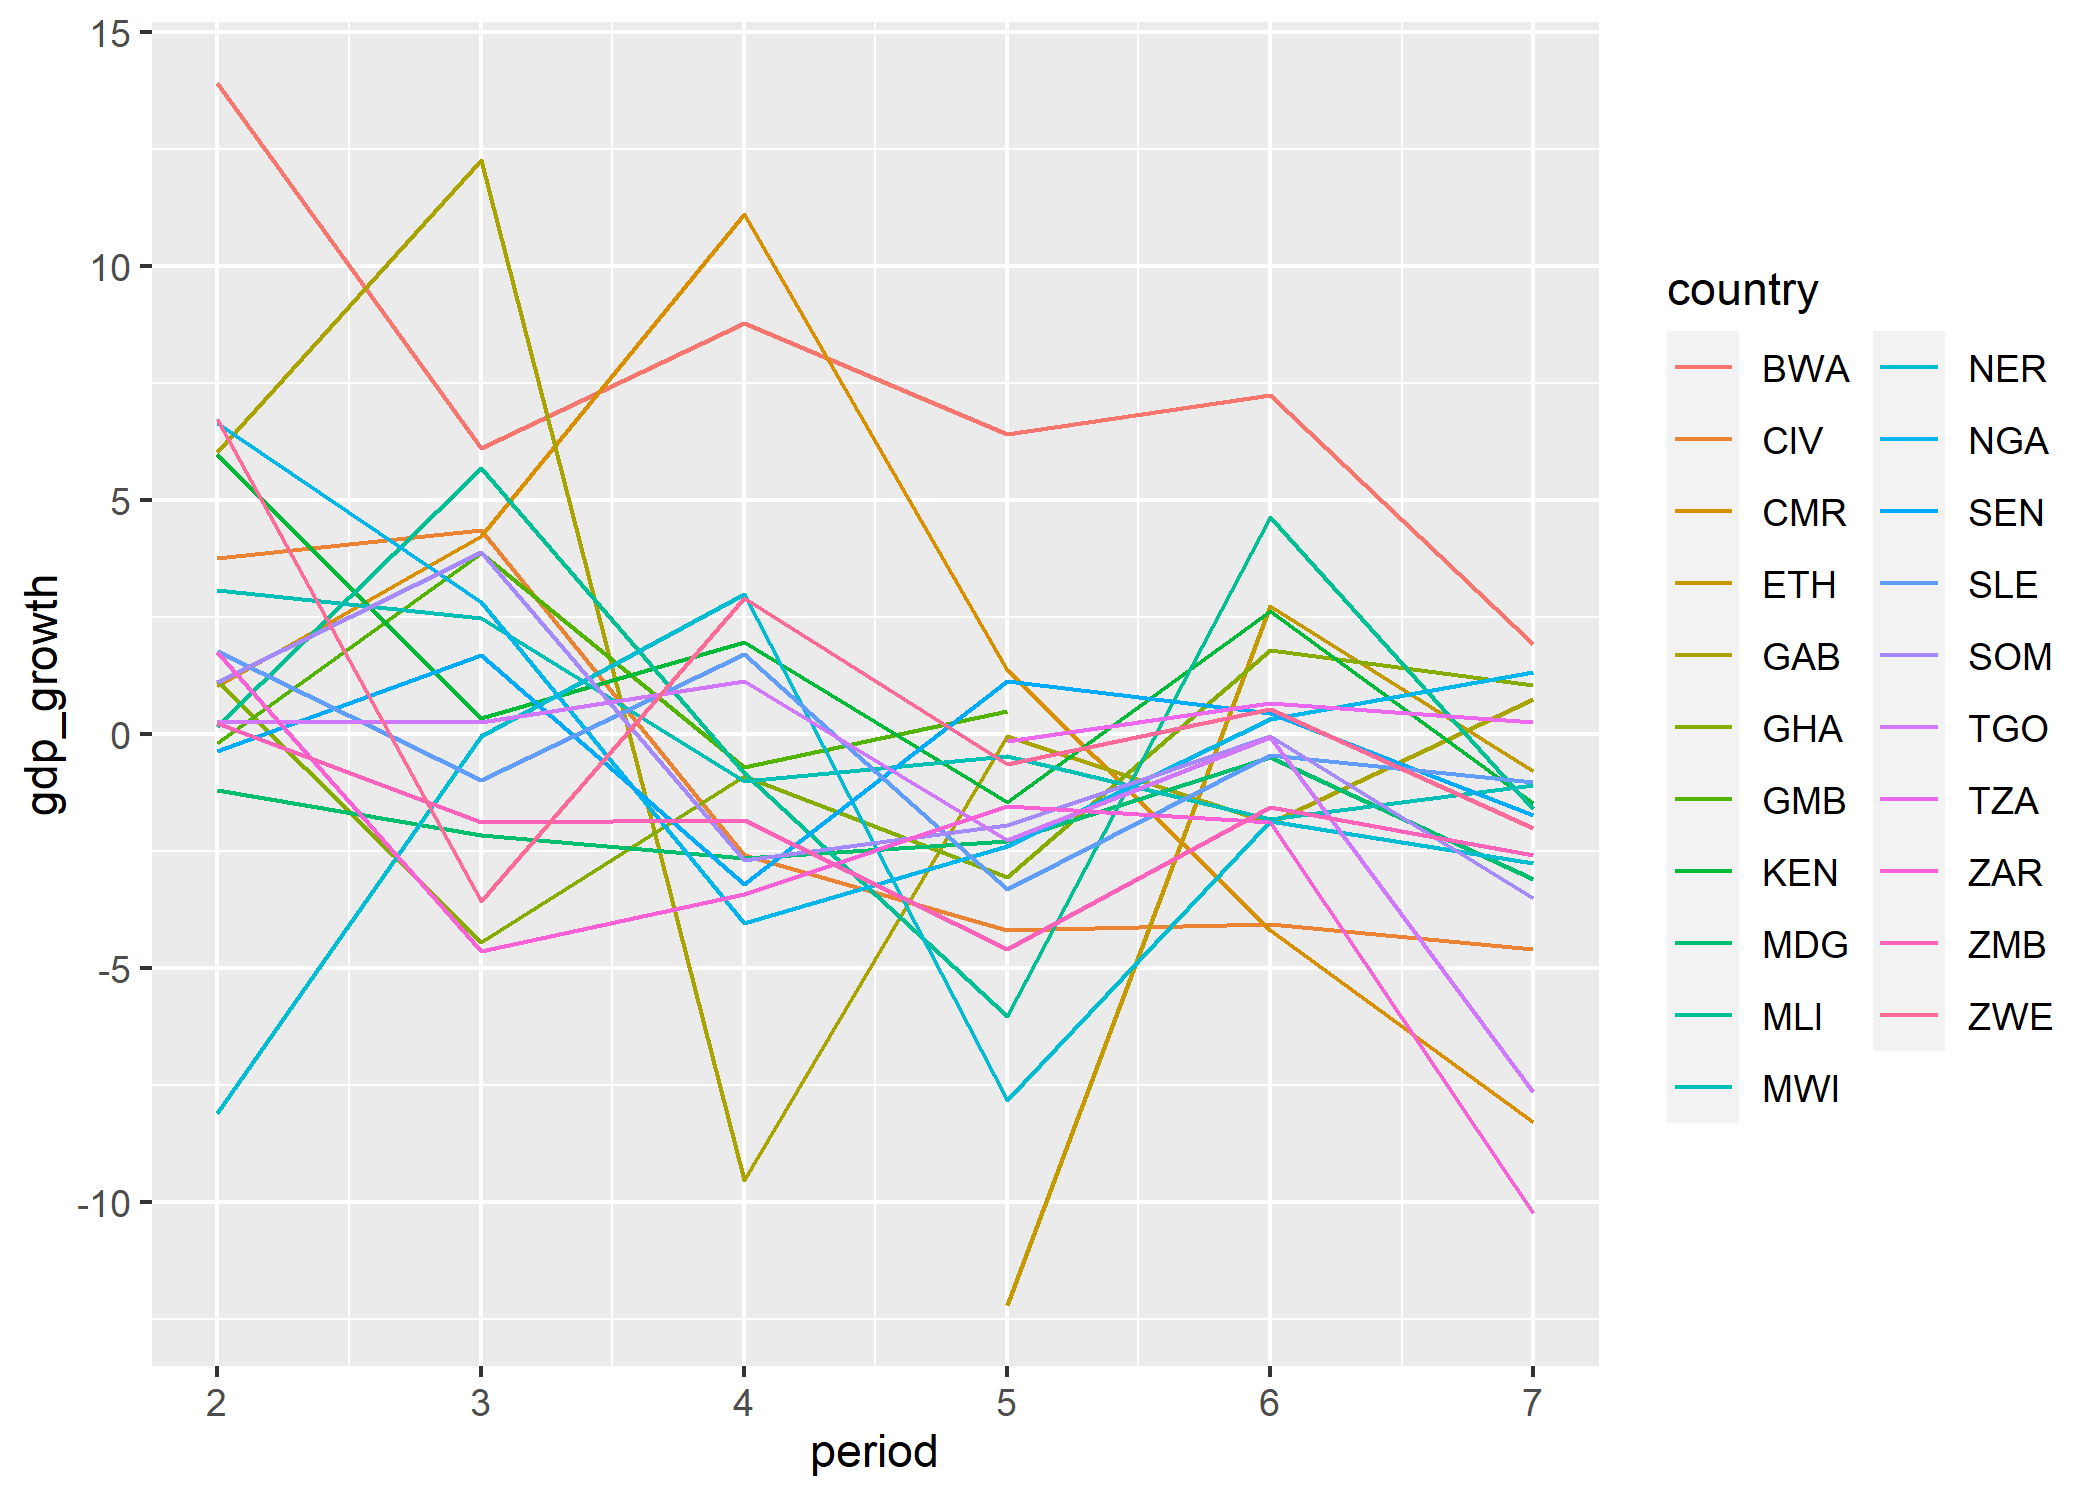 15
10
5
0
-5
-10
gdp_growth
2 3 4 5 6 7
period
country
BWA NER
CIV NGA
CMR SEN
ETH SLE
GAB SOM
GHA TGO
GMB TZA
KEN ZAR
MDG ZMB
MLI ZWE
MWI